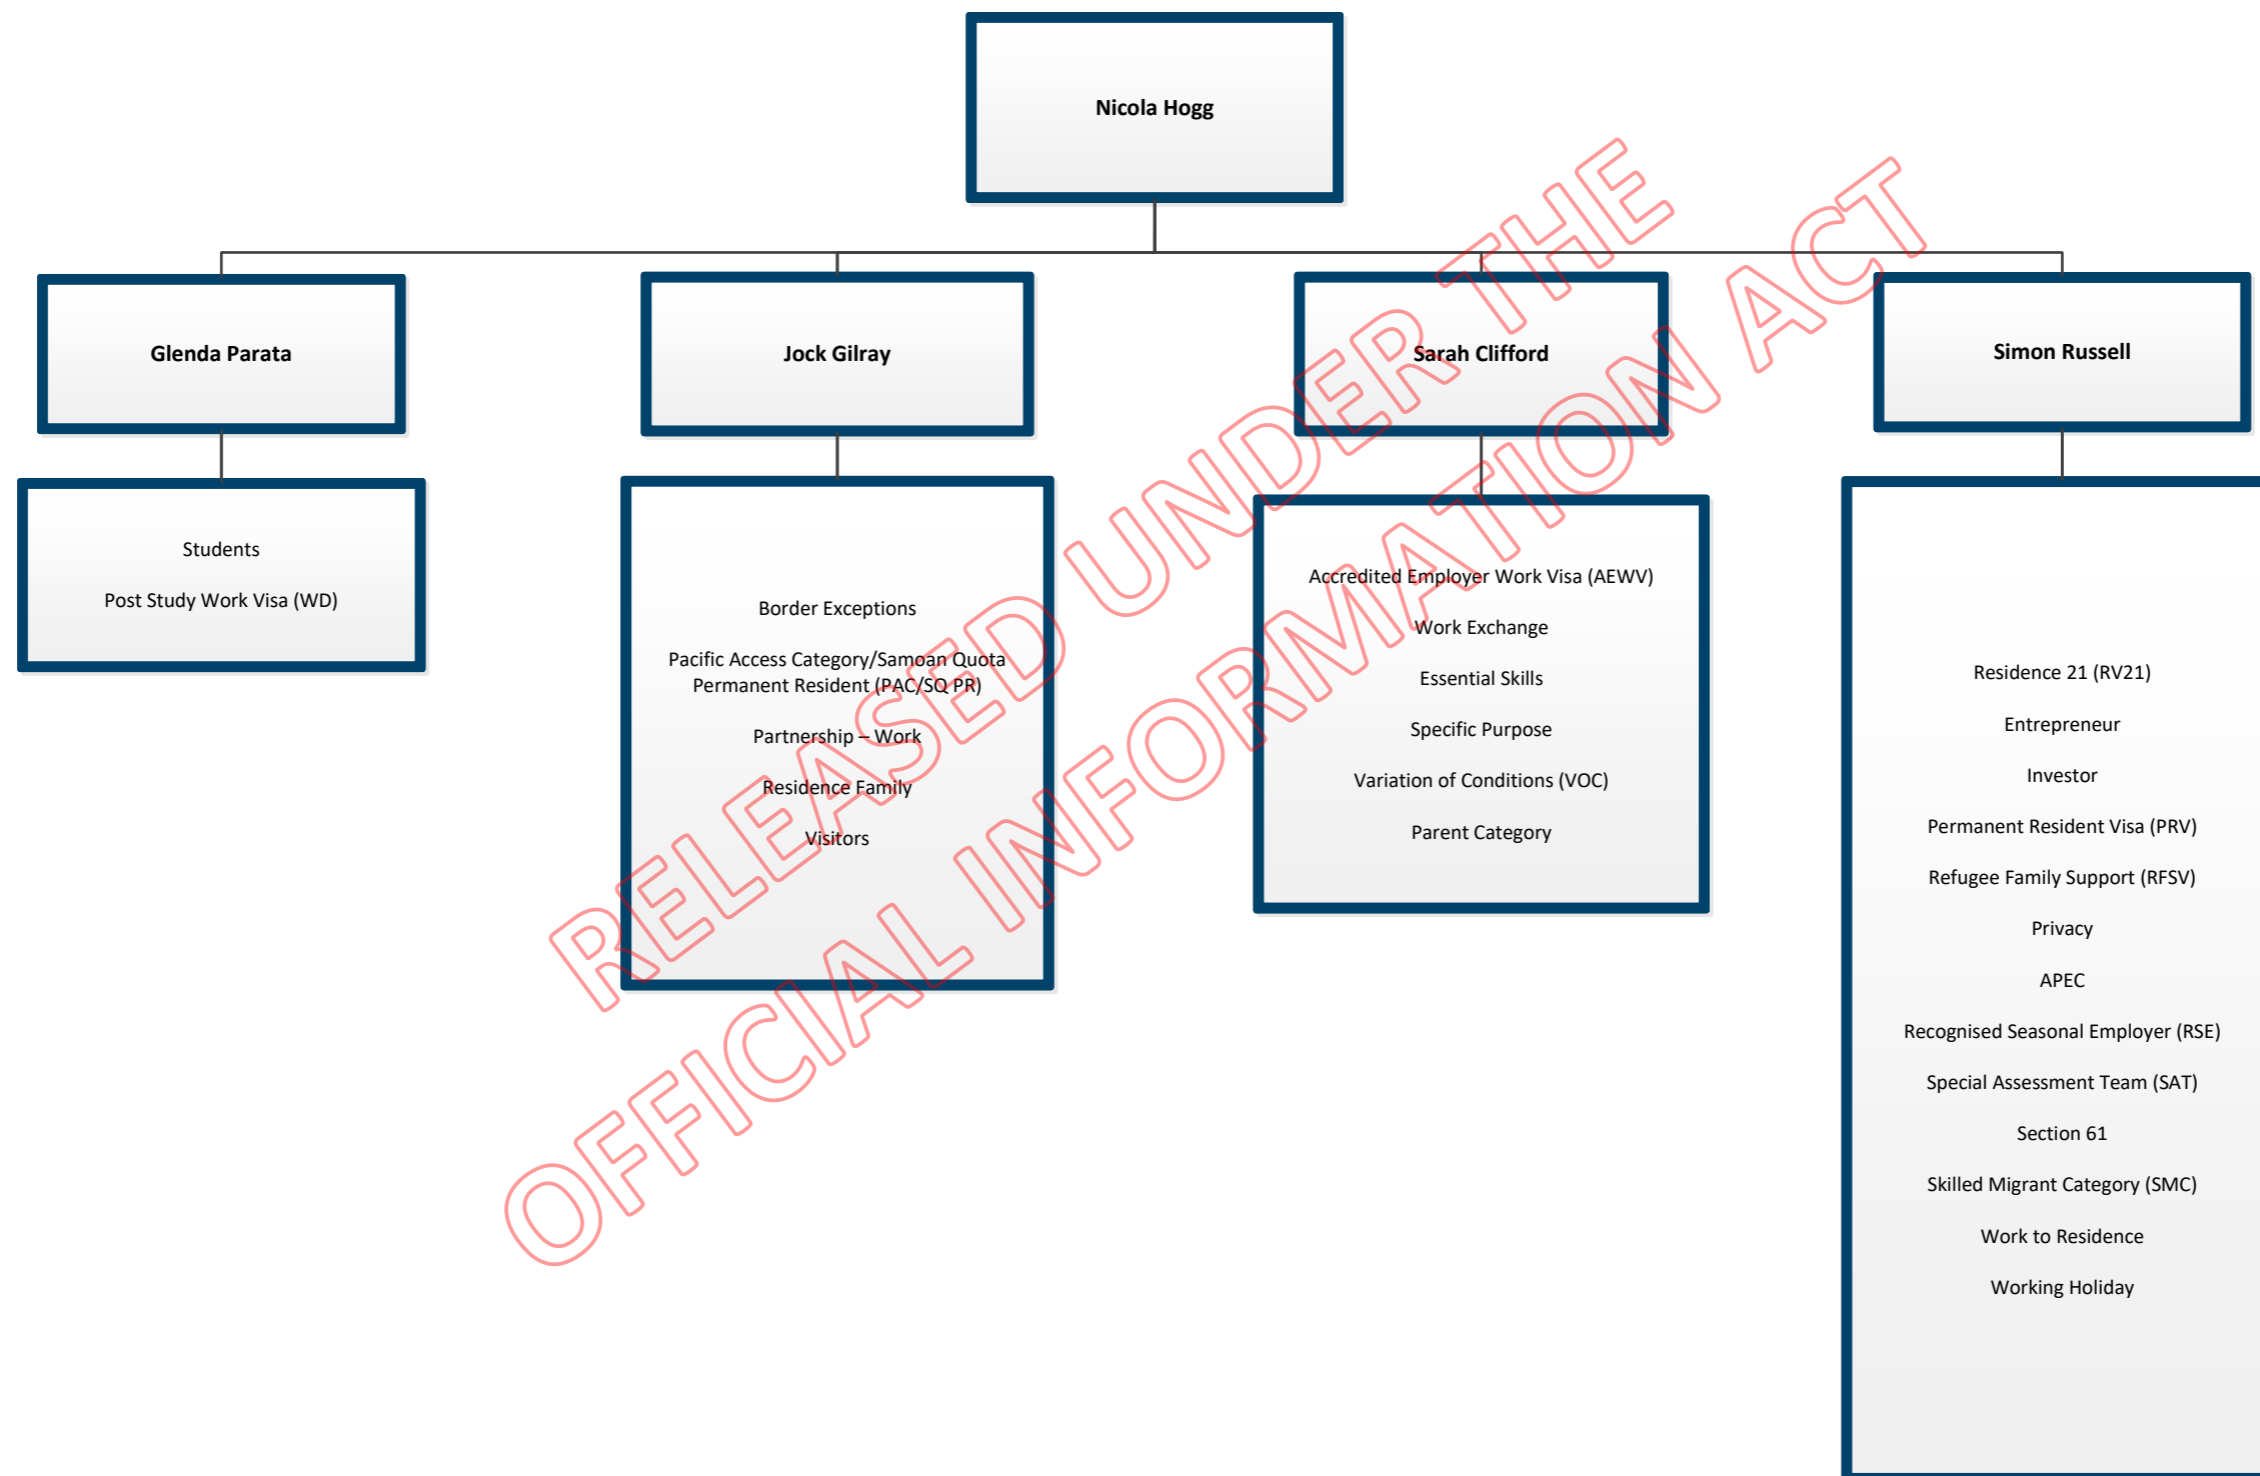 Nicola Hogg
Glenda Parata
Jock Gilray
Sarah Clifford
Simon Russell
Students
Post Study Work Visa (WD)
Border Exceptions
Pacific Access Category/Samoan Quota
Permanent Resident (PAC/SQ PR)
Partnership – Work
Residence Family
Visitors
Accredited Employer Work Visa (AEWV)
Work Exchange
Essential Skills
Specific Purpose
Variation of Conditions (VOC)
Parent Category
Residence 21 (RV21)
Entrepreneur
Investor
Permanent Resident Visa (PRV)
Refugee Family Support (RFSV)
Privacy
APEC
Recognised Seasonal Employer (RSE)
Special Assessment Team (SAT)
Section 61
Skilled Migrant Category (SMC)
Work to Residence
Working Holiday
RELEASED UNDER THE
OFFICIAL INFORMATION ACT